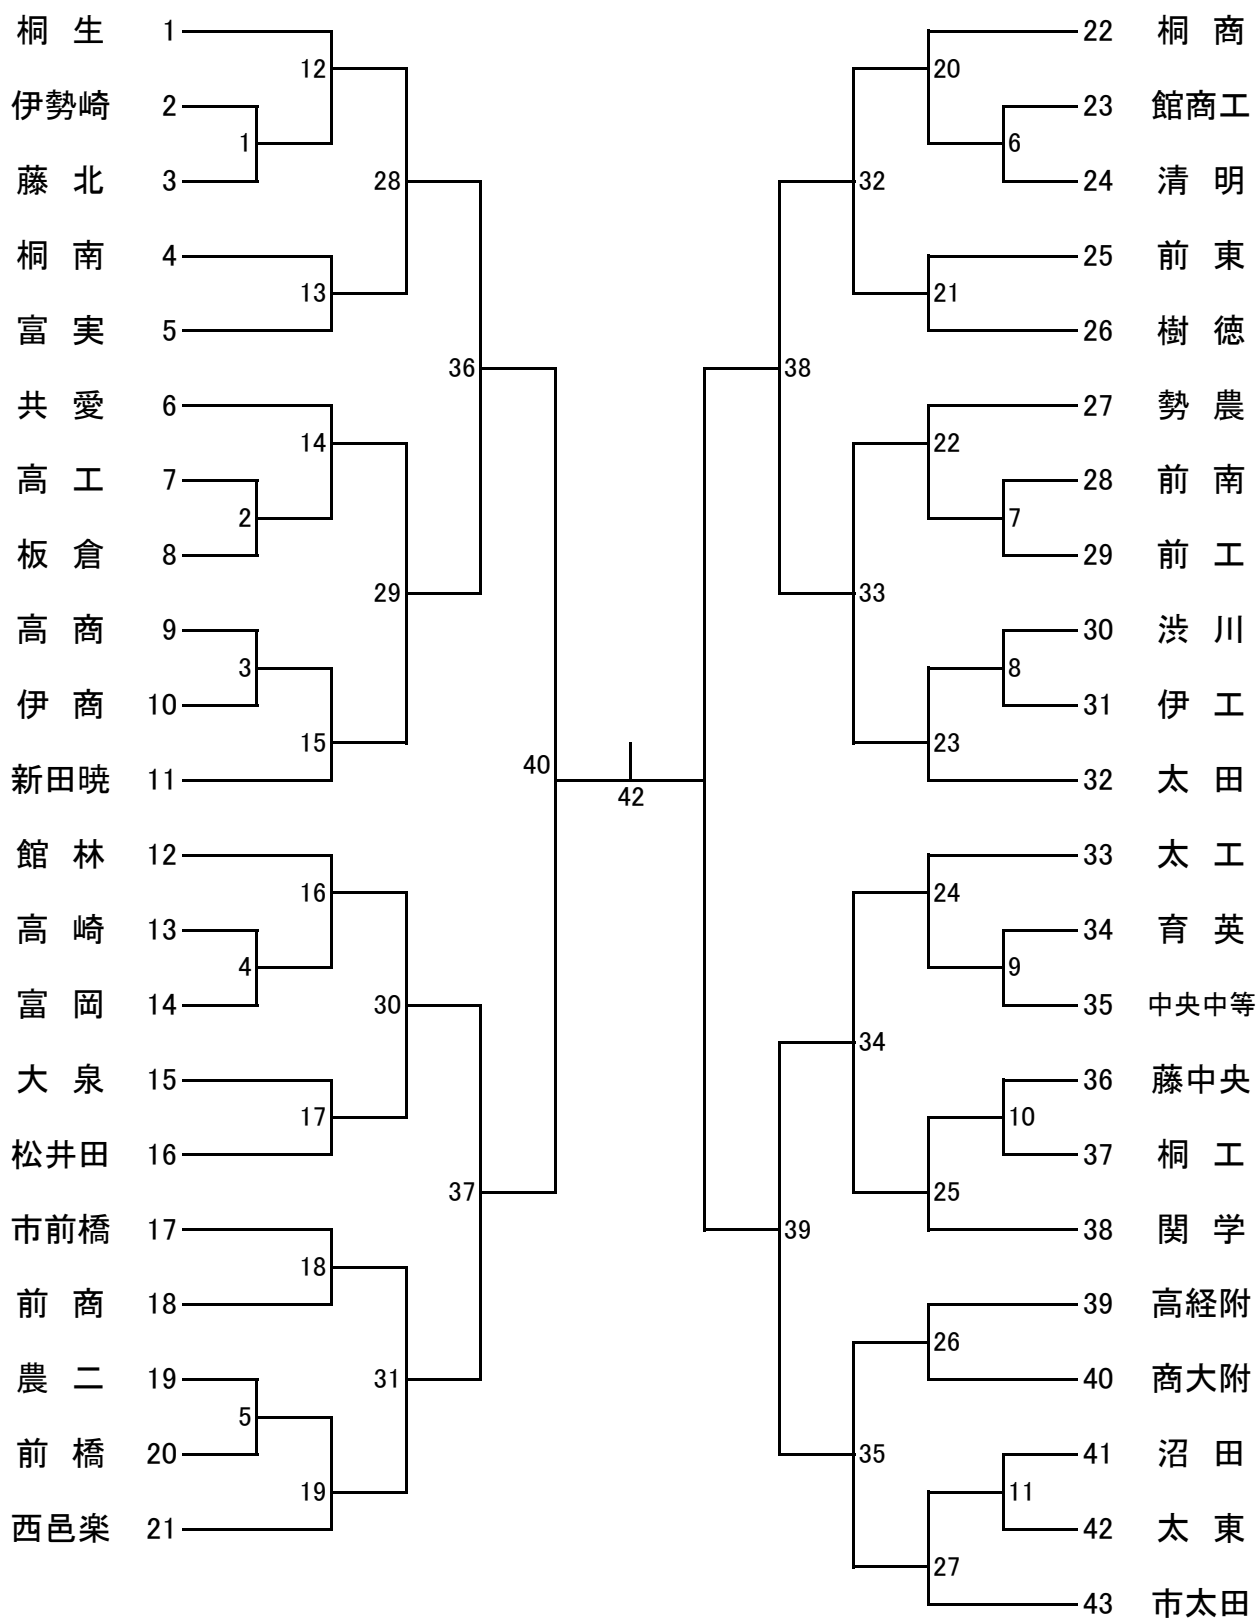 桐 生 1
12
伊勢崎 2
1
藤 北 3
28
桐 南 4
13
富 実 5
36
共 愛 6
14
高 工 7
2
板 倉 8
29
高 商 9
3
伊 商 10
15
新田暁 11
40
42
館 林 12
16
高 崎 13
4
富 岡 14
30
大 泉 15
17
松井田 16
37
市前橋 17
18
前 商 18
農 二 19
31
5
前 橋 20
19
西邑楽 21
22 桐 商
20
23 館商工
6
24 清 明
32
25 前 東
21
26 樹 徳
38
27 勢 農
22
28 前 南
7
29 前 工
33
30 渋 川
8
31 伊 工
23
32 太 田
33 太 工
24
34 育 英
9
35 中央中等
34
36 藤中央
10
37 桐 工
25
38 関 学
39
39 高経附
26
40 商大附
35
41 沼 田
11
42 太 東
27
43 市太田